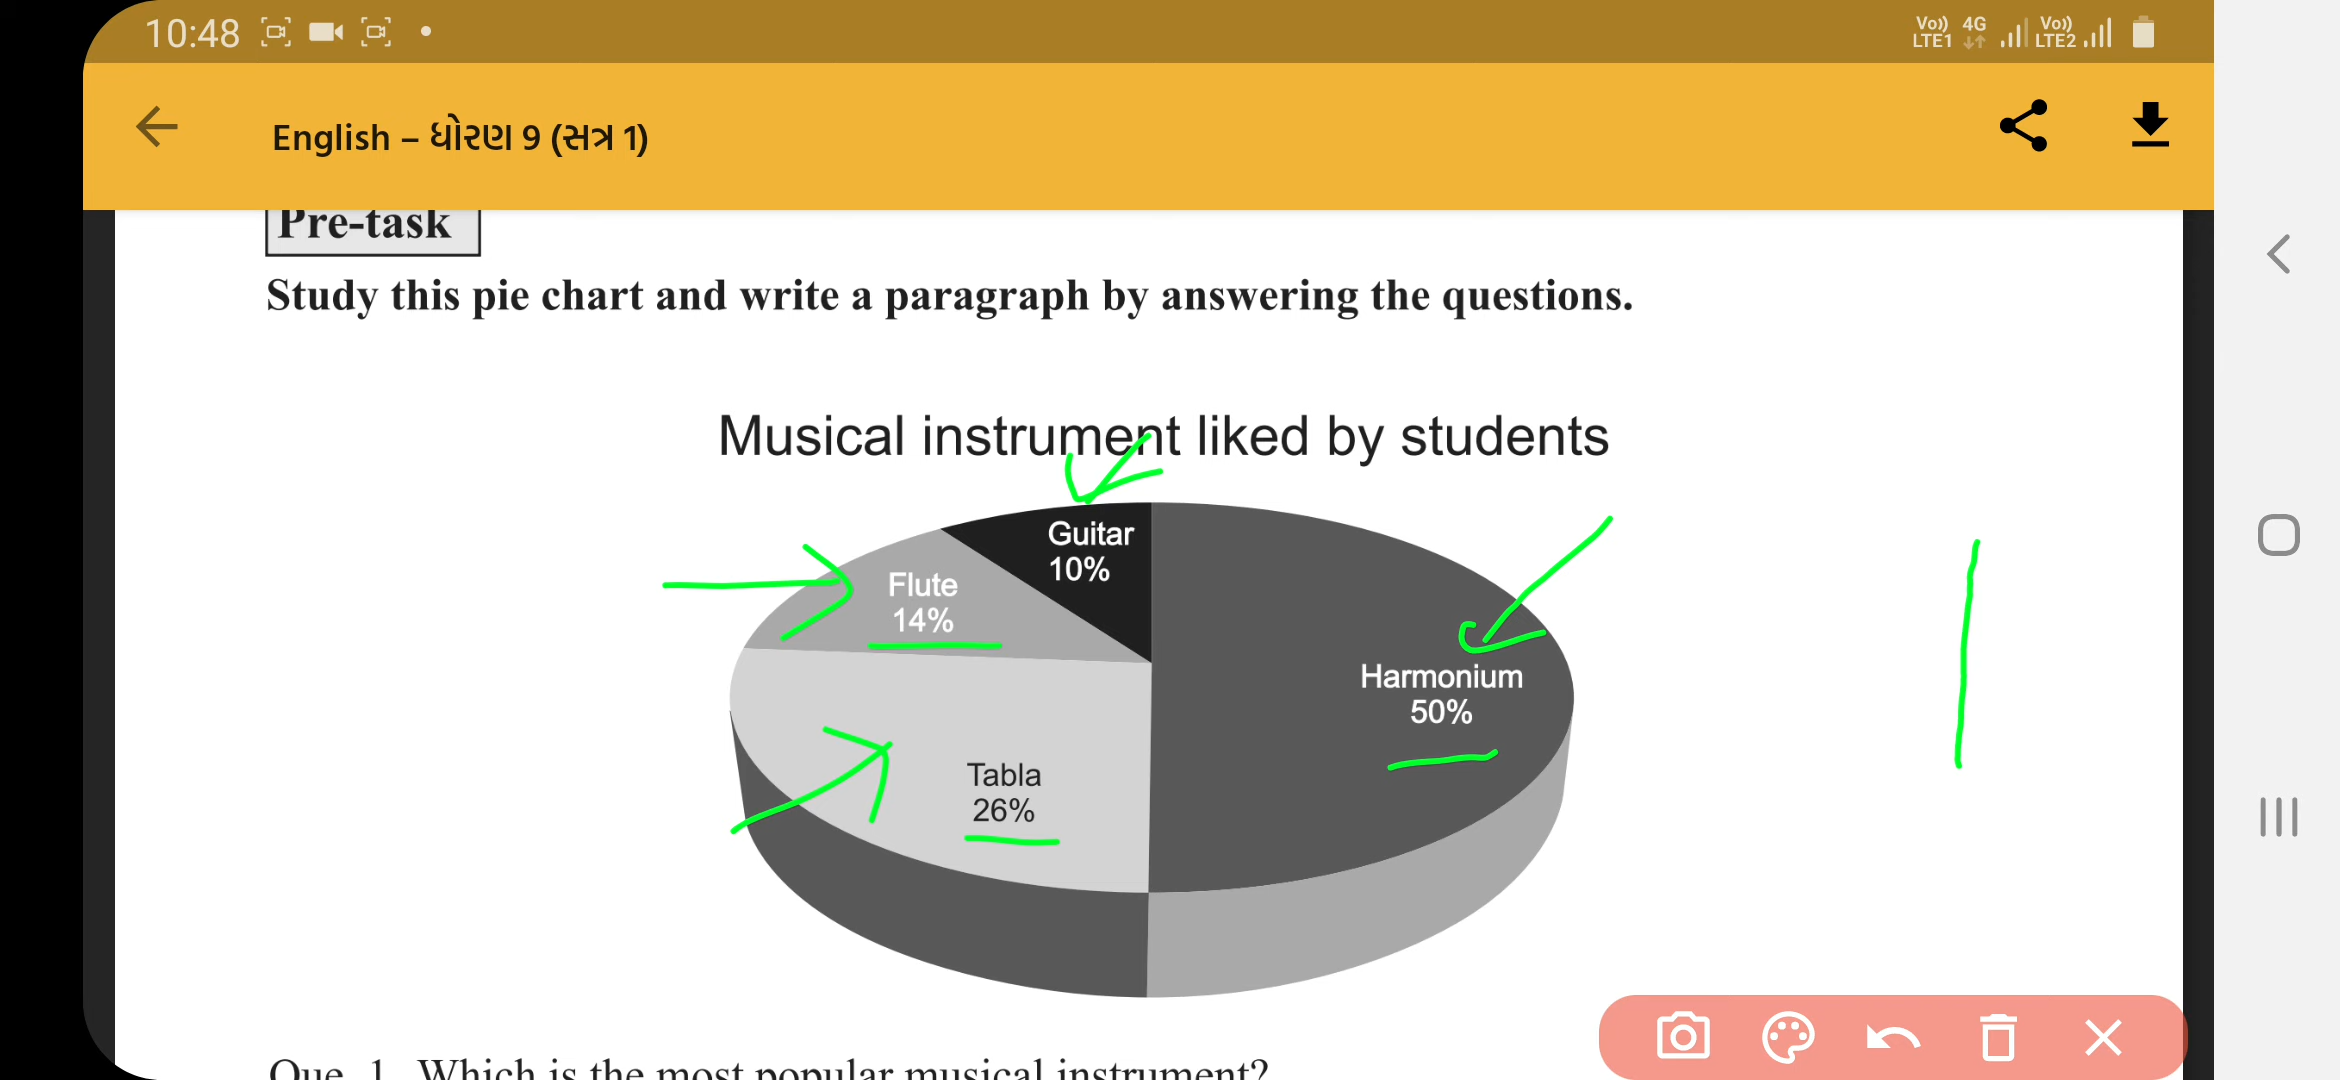 10:48
Vo)) 4G Vo))
LTE1 LTE2
English – ધોરણ 9 (સત્ર 1)
Pre-task
Study this pie chart and write a paragraph by answering the questions.
Musical instrument liked by students
Guitar
10%
Flute
14%
Harmonium
50%
Tabla
26%
Que. 1. Which is the most popular musical instrument?